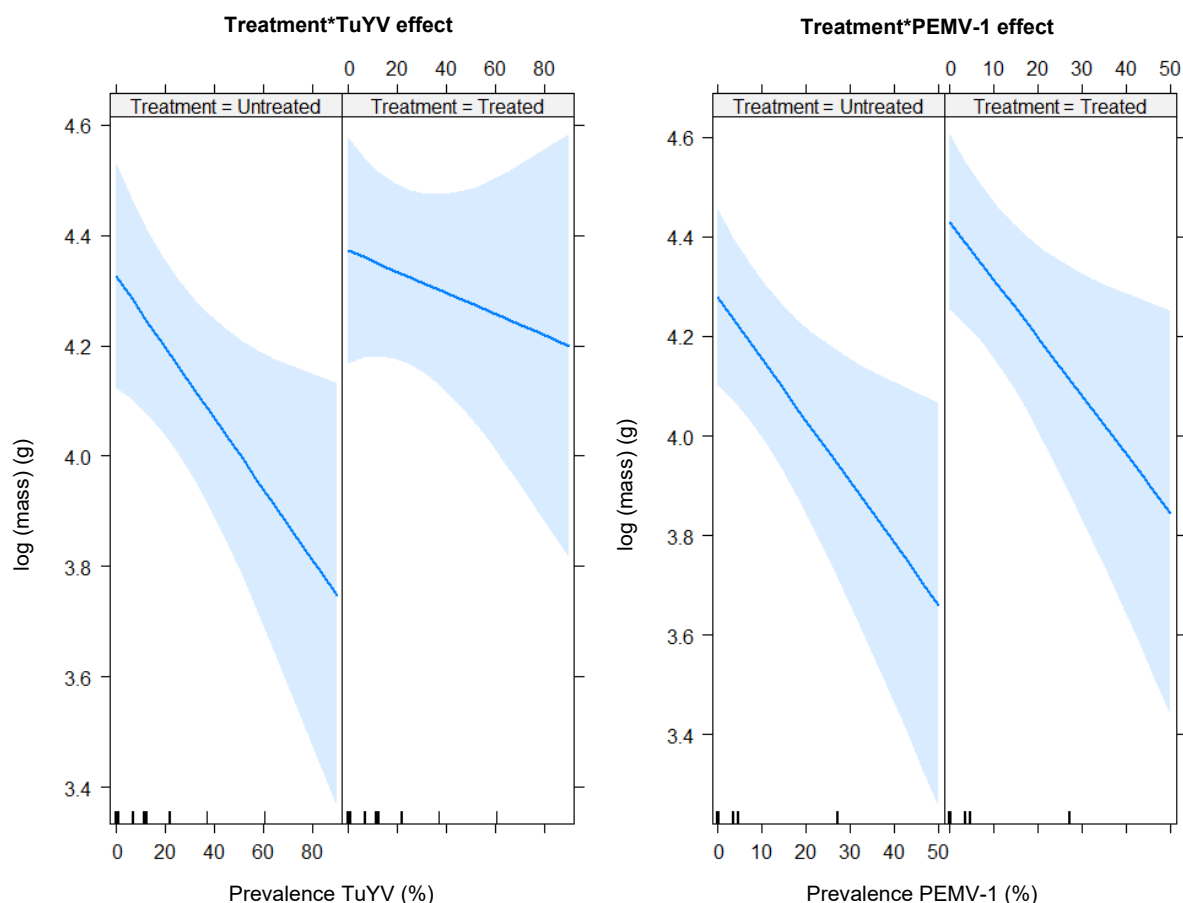 Treatment*TuYV effect
0 20 40 60 80
Treatment = Untreated Treatment = Treated
4.6
4.4
4.2
4.0
3.8
3.6
3.4
log (mass) (g)
0 20 40 60 80
Prevalence TuYV (%)
Treatment*PEMV-1 effect
0 10 20 30 40 50
Treatment = Untreated Treatment = Treated
4.6
4.4
4.2
4.0
3.8
3.6
3.4
log (mass) (g)
0 10 20 30 40 50
Prevalence PEMV-1 (%)